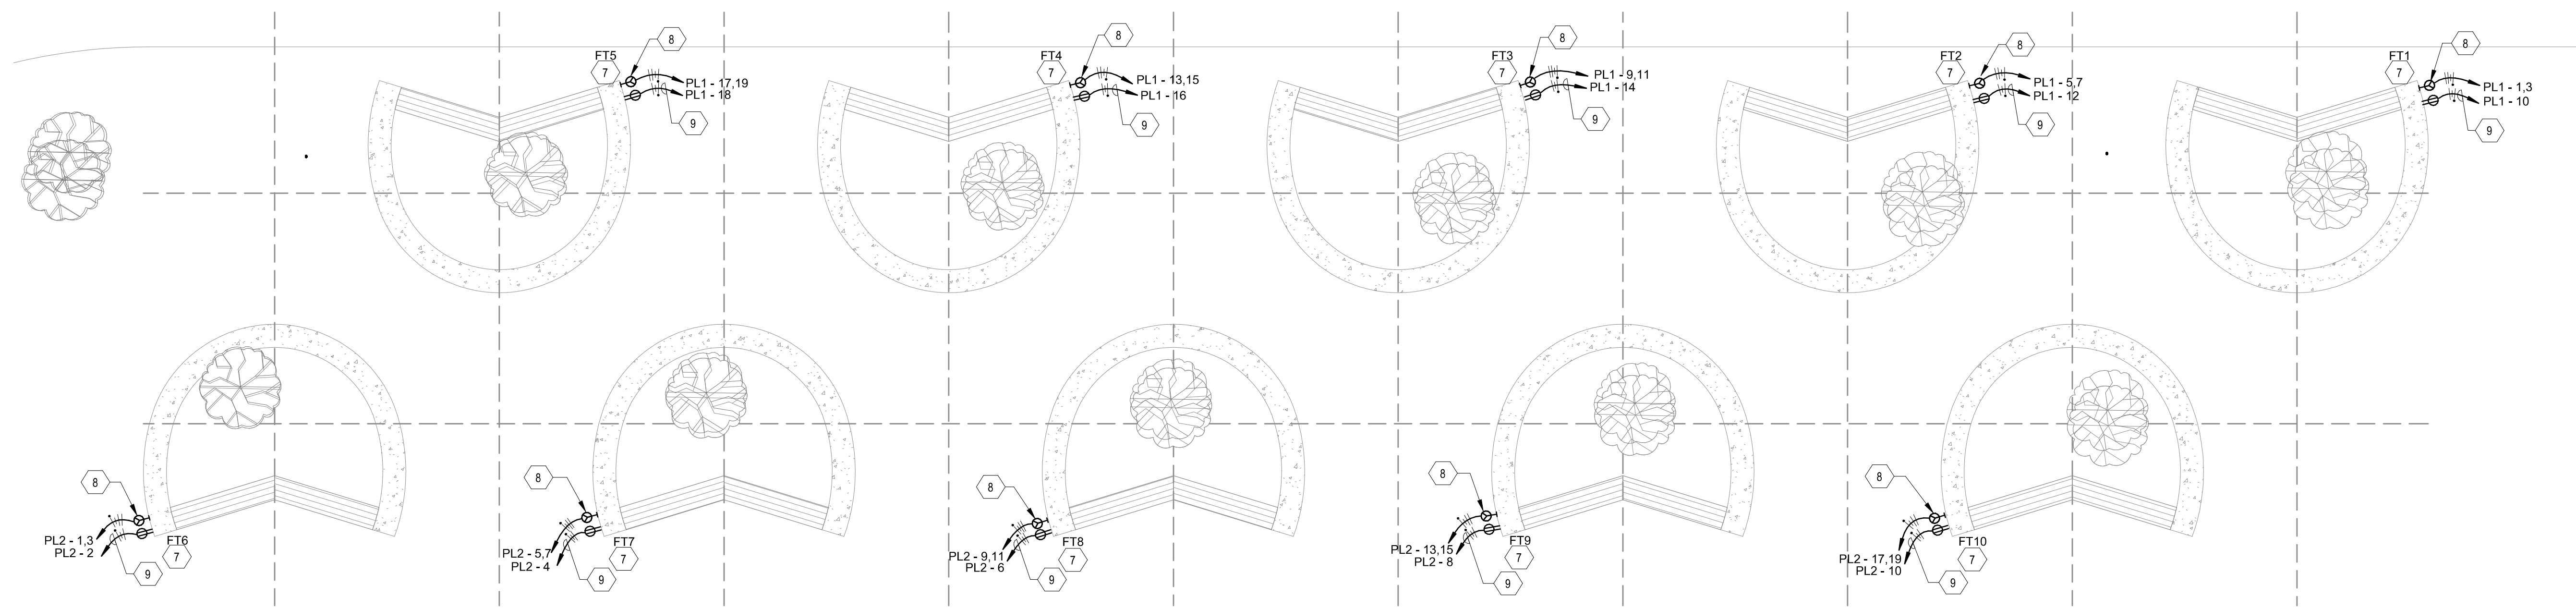 8
FT5
7
PL1 - 17,19
PL1 - 18
9
8
FT4
7
PL1 - 13,15
PL1 - 16
9
8
FT3
7
PL1 - 9,11
PL1 - 14
9
8
FT2
7
PL1 - 5,7
PL1 - 12
9
8
FT1
7
PL1 - 1,3
PL1 - 10
9
8
PL2 - 1,3
PL2 - 2
FT6
7
9
8
PL2 - 5,7
PL2 - 4
FT7
7
9
8
PL2 - 9,11
PL2 - 6
FT8
7
9
8
PL2 - 13,15
PL2 - 8
FT9
7
9
8
PL2 - 17,19
PL2 - 10
FT10
7
9